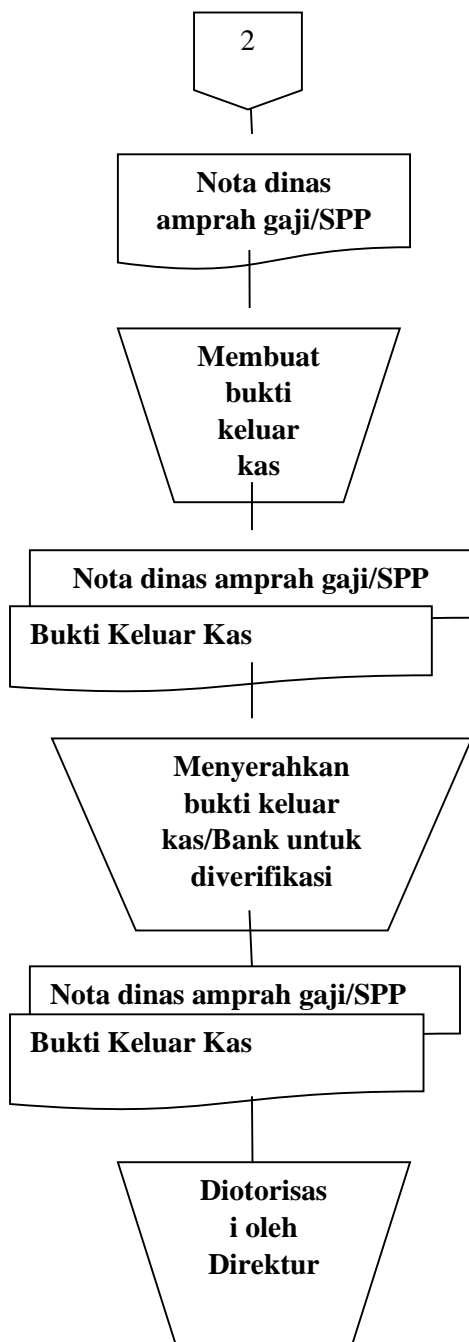 2
Nota dinas
amprah gaji/SPP
Membuat
bukti
keluar
kas
Nota dinas amprah gaji/SPP
Bukti Keluar Kas
Menyerahkan
bukti keluar
kas/Bank untuk
diverifikasi
Nota dinas amprah gaji/SPP
Bukti Keluar Kas
Diotorisas
i oleh
Direktur